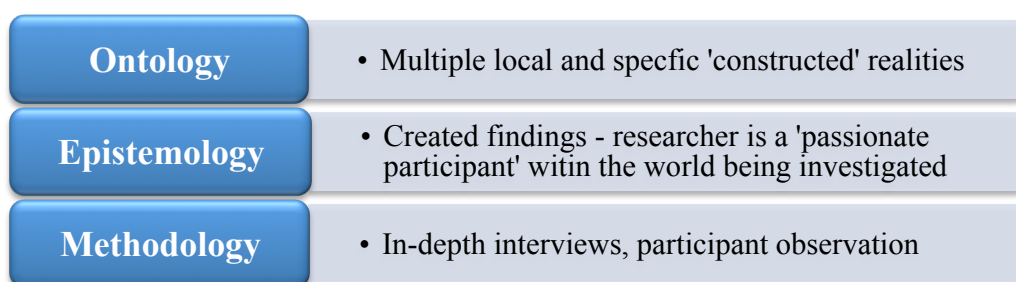 Ontology
• Multiple local and specfic 'constructed' realities
Epistemology
• Created findings - researcher is a 'passionate
participant' witin the world being investigated
Methodology
• In-depth interviews, participant observation